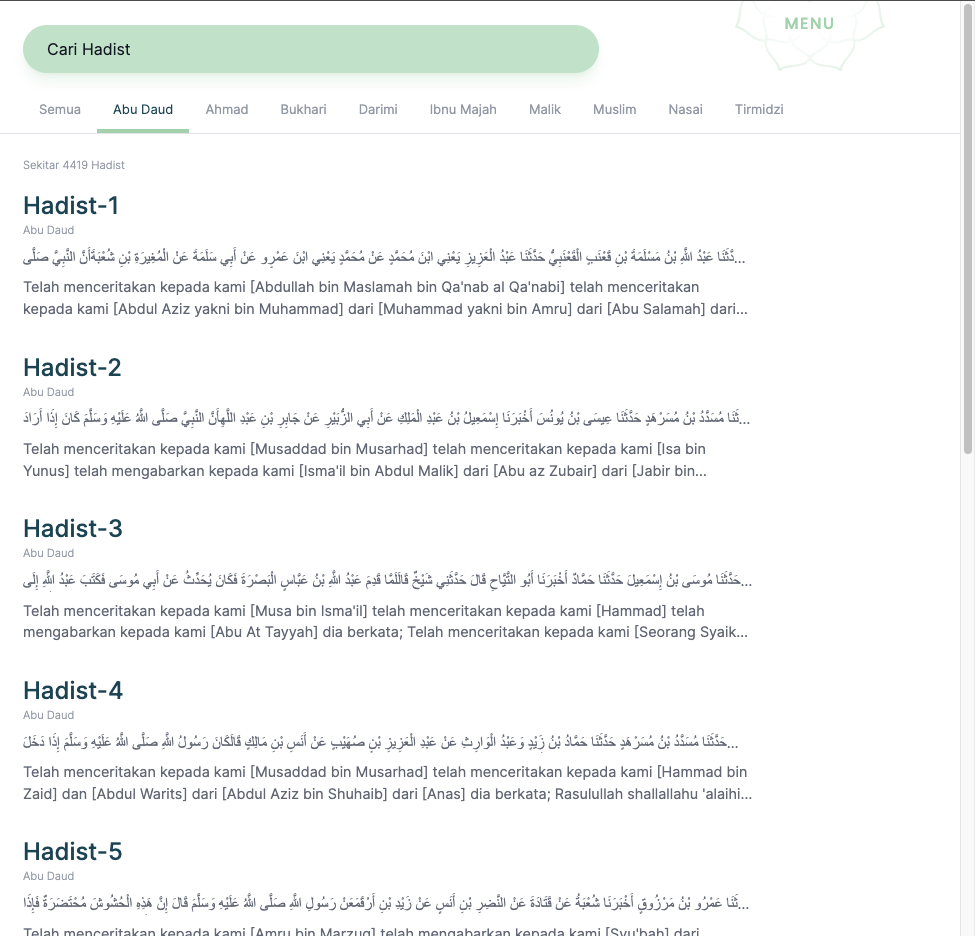 Cari Hadist
MENU
Semua Abu Daud Ahmad Bukhari Darimi Ibnu Majah Malik Muslim Nasai Tirmidzi
Sekitar 4419 Hadist
Hadist-1
Abu Daud
...دَّثَنَا عَبْدُ اللَّهِ بْنُ مَسْلَمَةَ بْنِ قَعْنَبٍ الْقَعْنَبِيُّ حَدَّثَنَا عَبْدُ الْعَزِيزِ يَعْنِي ابْنَ مُحَمَّدٍ عَنْ مُحَمَّدٍ يَعْنِي ابْنَ عَمْرٍو عَنْ أَبِي سَلَمَةَ عَنْ الْمُغِيرَةِ بْنِ شُعْبَةَأَنَّ النَّبِيَّ صَلَّى
Telah menceritakan kepada kami [Abdullah bin Maslamah bin Qa'nab al Qa'nabi] telah menceritakan
kepada kami [Abdul Aziz yakni bin Muhammad] dari [Muhammad yakni bin Amru] dari [Abu Salamah] dari...
Hadist-2
Abu Daud
...ثَنَا مُسَدَّدُ بْنُ مُسَرْهَدٍ حَدَّثَنَا عِيسَى بْنُ يُونُسَ أَخْبَرَنَا إِسْمَعِيلُ بْنُ عَبْدِ الْمَلِكِ عَنْ أَبِي الزُّبَيْرِ عَنْ جَابِرِ بْنِ عَبْدِ اللَّهِأَنَّ النَّبِيَّ صَلَّى اللَّهُ عَلَيْهِ وَسَلَّمَ كَانَ إِذَا أَرَادَ
Telah menceritakan kepada kami [Musaddad bin Musarhad] telah menceritakan kepada kami [Isa bin
Yunus] telah mengabarkan kepada kami [Isma'il bin Abdul Malik] dari [Abu az Zubair] dari [Jabir bin...
Hadist-3
Abu Daud
...حَدَّثَنَا مُوسَى بْنُ إِسْمَعِيلَ حَدَّثَنَا حَمَّادٌ أَخْبَرَنَا أَبُو التَّيَّاحِ قَالَ حَدَّثَنِي شَيْخٌ قَالَلَمَّا قَدِمَ عَبْدُ اللَّهِ بْنُ عَبَّاسٍ الْبَصْرَةَ فَكَانَ يُحَدِّثُ عَنْ أَبِي مُوسَى فَكَتَبَ عَبْدُ اللَّهِ إِلَى
Telah menceritakan kepada kami [Musa bin Isma'il] telah menceritakan kepada kami [Hammad] telah
mengabarkan kepada kami [Abu At Tayyah] dia berkata; Telah menceritakan kepada kami [Seorang Syaik...
Hadist-4
Abu Daud
...حَدَّثَنَا مُسَدَّدُ بْنُ مُسَرْهَدٍ حَدَّثَنَا حَمَّادُ بْنُ زَيْدٍ وَعَبْدُ الْوَارِثِ عَنْ عَبْدِ الْعَزِيزِ بْنِ صُهَيْبٍ عَنْ أَنَسِ بْنِ مَالِكٍ قَالَكَانَ رَسُولُ اللَّهِ صَلَّى اللَّهُ عَلَيْهِ وَسَلَّمَ إِذَا دَخَلَ
Telah menceritakan kepada kami [Musaddad bin Musarhad] telah menceritakan kepada kami [Hammad bin
Zaid] dan [Abdul Warits] dari [Abdul Aziz bin Shuhaib] dari [Anas] dia berkata; Rasulullah shallallahu 'alaihi...
Hadist-5
Abu Daud
...ثَنَا عَمْرُو بْنُ مَرْزُوقٍ أَخْبَرَنَا شُعْبَةُ عَنْ قَتَادَةَ عَنْ النَّضْرِ بْنِ أَنَسٍ عَنْ زَيْدِ بْنِ أَرْقَمَعَنْ رَسُولِ اللَّهِ صَلَّى اللَّهُ عَلَيْهِ وَسَلَّمَ قَالَ إِنَّ هَذِهِ الْحُشُوشَ مُحْتَضَرَةٌ فَإِذَا
Telah menceritakan kepada kami [Amru bin Marzuq] telah mengabarkan kepada kami [Syu'bah] dari